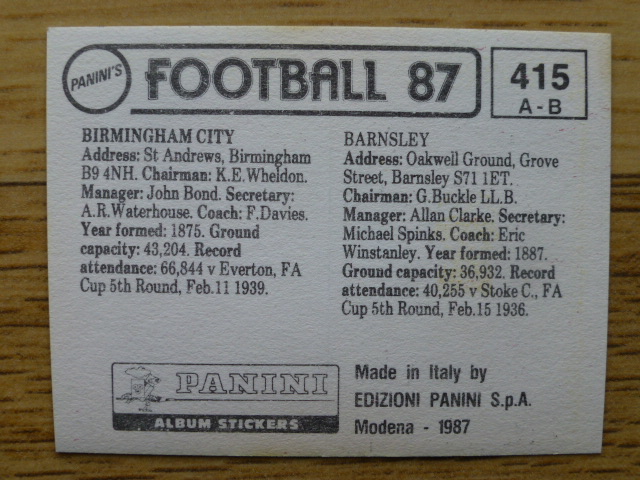 PANINI'S
FOOTBALL 87
415
A-B
BIRMINGHAM CITY
Address: St Andrews, Birmingham
B9 4NH. Chairman: K.E.Wheldon.
Manager: John Bond. Secretary:
A.R.Waterhouse. Coach: F.Davies.
Year formed: 1875. Ground
capacity: 43,204. Record
attendance: 66,844 v Everton, FA
Cup 5th Round, Feb.11 1939.
BARNSLEY
Address: Oakwell Ground, Grove
Street, Barnsley S71 1ET.
Chairman: G.Buckle LL.B.
Manager: Allan Clarke. Secretary:
Michael Spinks. Coach: Eric
Winstanley. Year formed: 1887.
Ground capacity: 36,932. Record
attendance: 40,255 v Stoke C., FA
Cup 5th Round, Feb.15 1936.
PANINI
ALBUM STICKERS
Made in Italy by
EDIZIONI PANINI S.p.A.
Modena - 1987